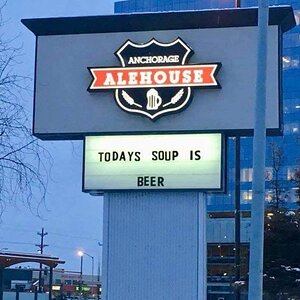 ANCHORAGE
ALEHOUSE
TODAYS SOUP IS
BEER